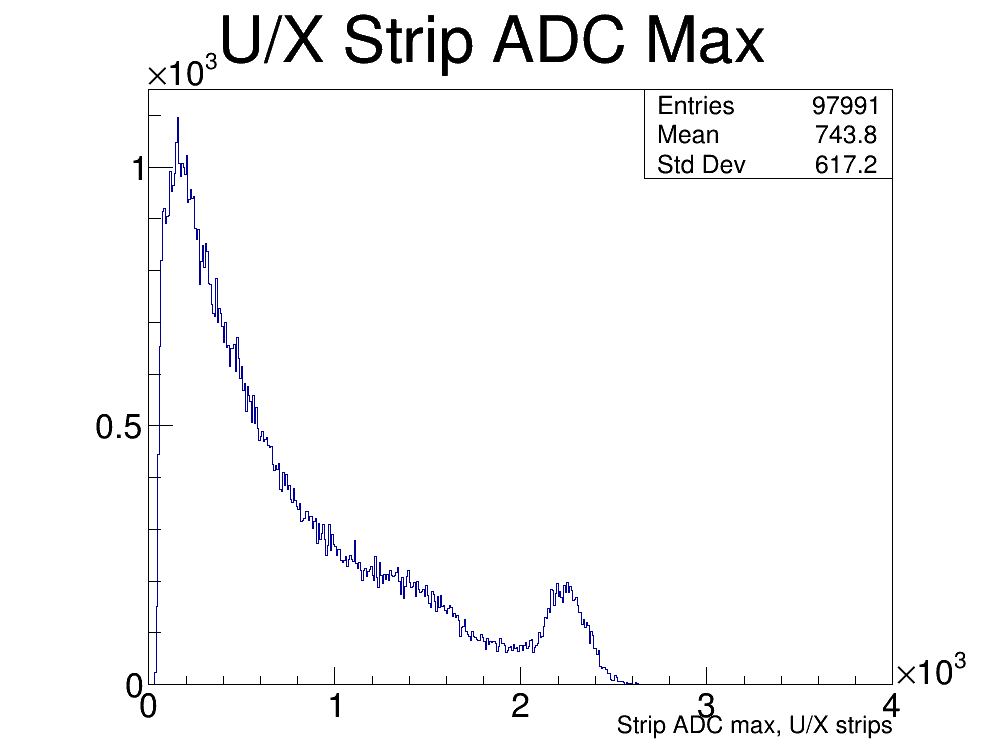 U/X Strip ADC Max
×10³
Entries 97991
Mean 743.8
Std Dev 617.2
1
0.5
0
0 1 2 3 4
×10³
Strip ADC max, U/X strips